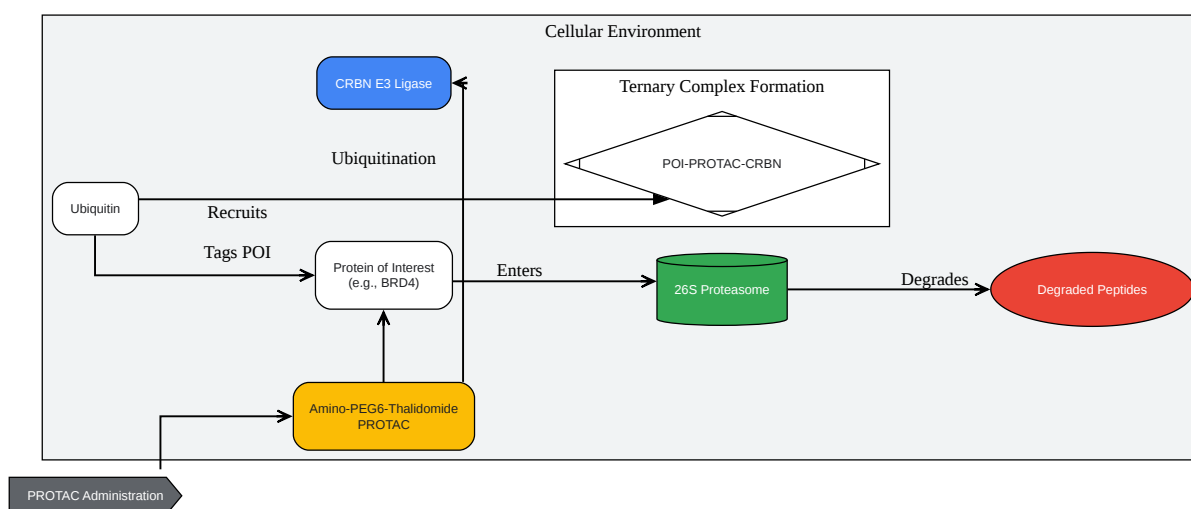 Cellular Environment
CRBN E3 Ligase
Ternary Complex Formation
POI-PROTAC-CRBN
Ubiquitination
Ubiquitin
Recruits
Tags POI
Protein of Interest
(e.g., BRD4)
Enters
26S Proteasome
Degrades
Degraded Peptides
Amino-PEG6-Thalidomide
PROTAC
PROTAC Administration